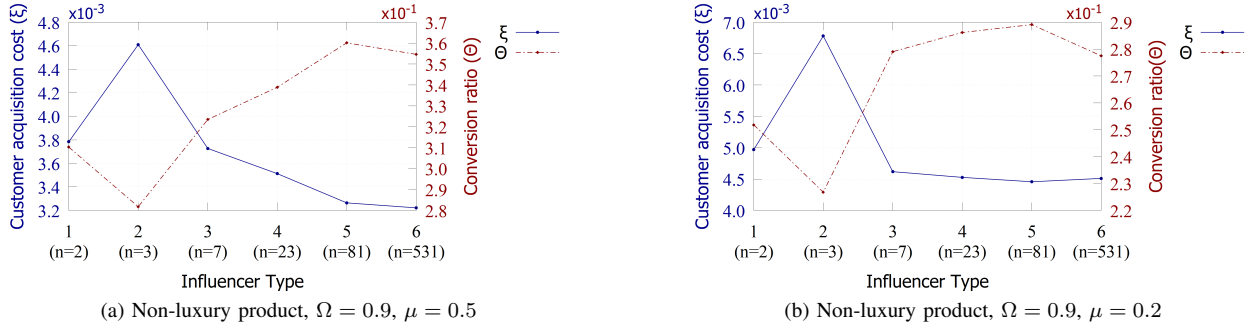 ×10⁻³
×10⁻¹
Customer acquisition cost (ξ)
4.8
4.6
4.4
4.2
4.0
3.8
3.6
3.4
3.2
3.7
3.6
3.5
3.4
3.3
3.2
3.1
3.0
2.9
2.8
Conversion ratio (Θ)
ξ
Θ
1 2 3 4 5 6
(n=2) (n=3) (n=7) (n=23) (n=81) (n=531)
Influencer Type
(a) Non-luxury product, Ω = 0.9, μ = 0.5
×10⁻³
×10⁻¹
Customer acquisition cost (ξ)
7.0
6.5
6.0
5.5
5.0
4.5
4.0
2.9
2.8
2.7
2.6
2.5
2.4
2.3
2.2
Conversion ratio(Θ)
ξ
Θ
1 2 3 4 5 6
(n=2) (n=3) (n=7) (n=23) (n=81) (n=531)
Influencer Type
(b) Non-luxury product, Ω = 0.9, μ = 0.2